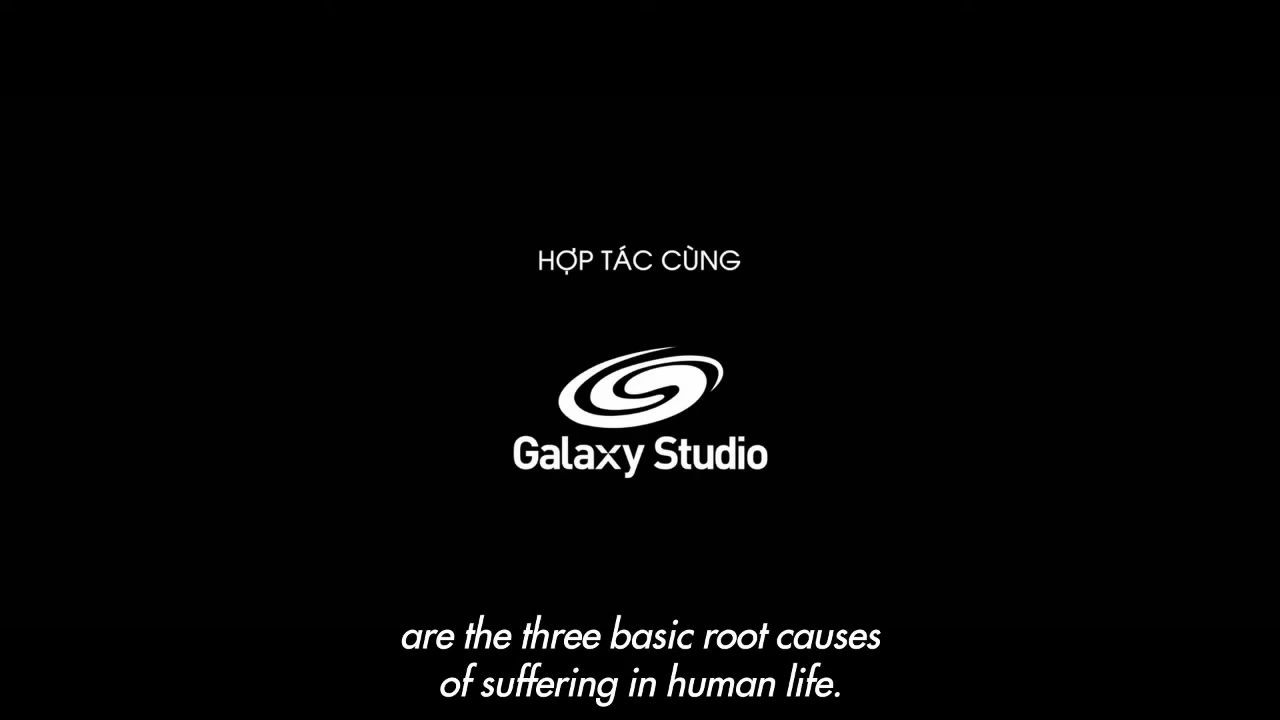 HỢP TÁC CÙNG
Galaxy Studio
are the three basic root causes
of suffering in human life.